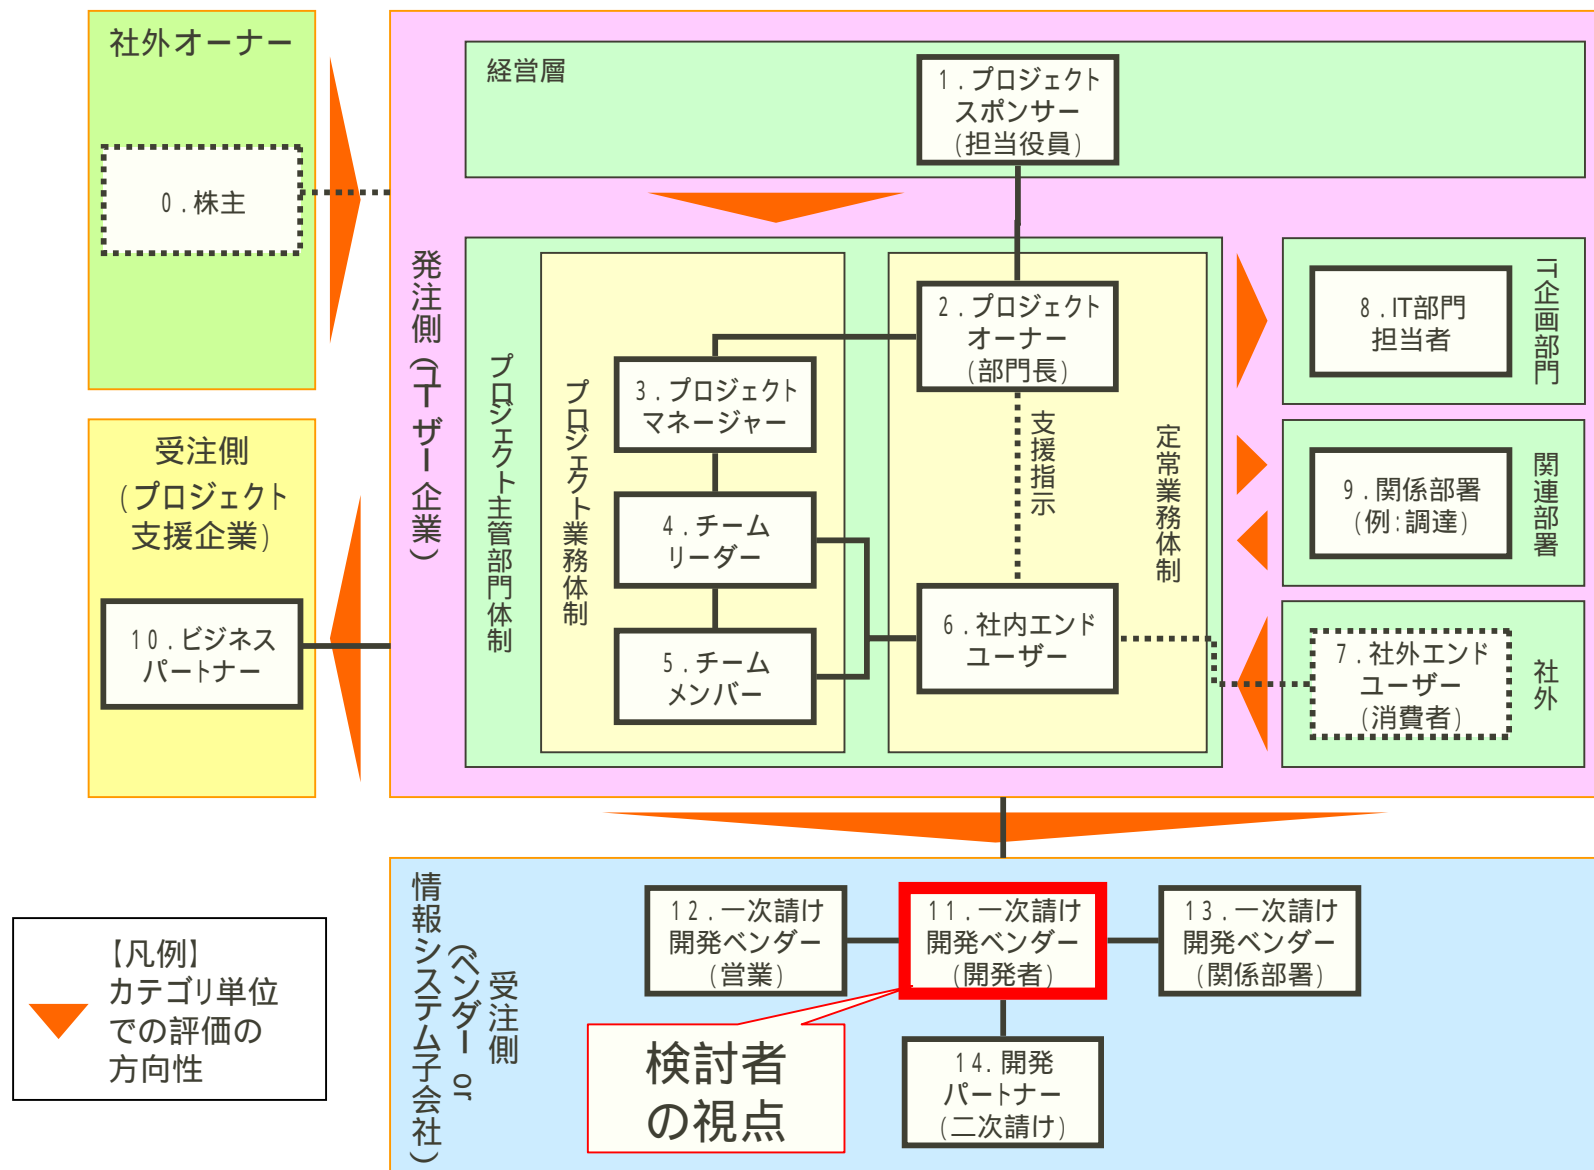 社外オーナー
0.株主
受注側
(プロジェクト
支援企業)
10.ビジネス
パートナー
発注側(ユーザー企業)
経営層
1.プロジェクト
スポンサー
(担当役員)
プロジェクト主管部門体制
プロジェクト業務体制
3.プロジェクト
マネージャー
4.チーム
リーダー
5.チーム
メンバー
2.プロジェクト
オーナー
(部門長)
支援指示
定常業務体制
6.社内エンド
ユーザー
8.IT部門
担当者
IT企画部門
9.関係部署
(例:調達)
関連部署
7.社外エンド
ユーザー
(消費者)
社外
受注側
(ベンダー or
情報システム子会社)
12.一次請け
開発ベンダー
(営業)
11.一次請け
開発ベンダー
(開発者)
13.一次請け
開発ベンダー
(関係部署)
14.開発
パートナー
(二次請け)
検討者
の視点
【凡例】
カテゴリ単位
での評価の
方向性